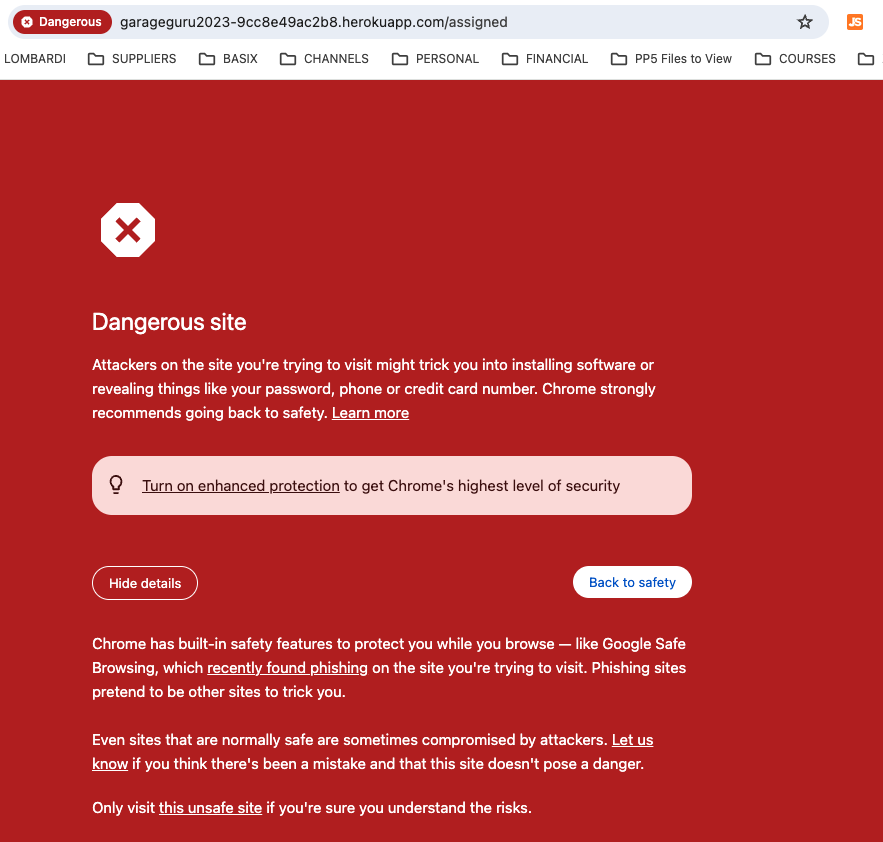 Dangerous garageguru2023-9cc8e49ac2b8.herokuapp.com/assigned JS
LOMBARDI SUPPLIERS BASIX CHANNELS PERSONAL FINANCIAL PP5 Files to View COURSES
Dangerous site
Attackers on the site you're trying to visit might trick you into installing software or
revealing things like your password, phone or credit card number. Chrome strongly
recommends going back to safety. Learn more
Turn on enhanced protection to get Chrome's highest level of security
Hide details Back to safety
Chrome has built-in safety features to protect you while you browse — like Google Safe
Browsing, which recently found phishing on the site you're trying to visit. Phishing sites
pretend to be other sites to trick you.
Even sites that are normally safe are sometimes compromised by attackers. Let us
know if you think there's been a mistake and that this site doesn't pose a danger.
Only visit this unsafe site if you're sure you understand the risks.